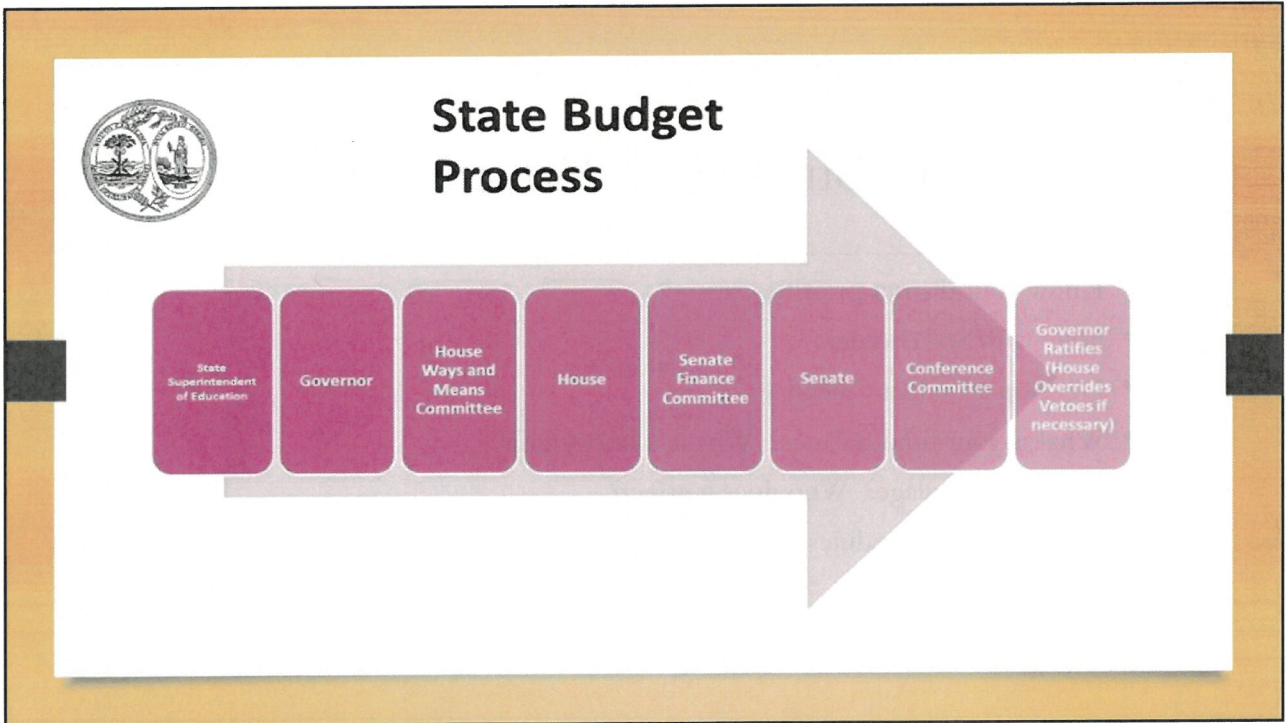 State Budget
Process
State
Superintendent
of Education
Governor
House
Ways and
Means
Committee
House
Senate
Finance
Committee
Senate
Conference
Committee
Governor
Ratifies
(House
Overrides
Vetoes if
necessary)